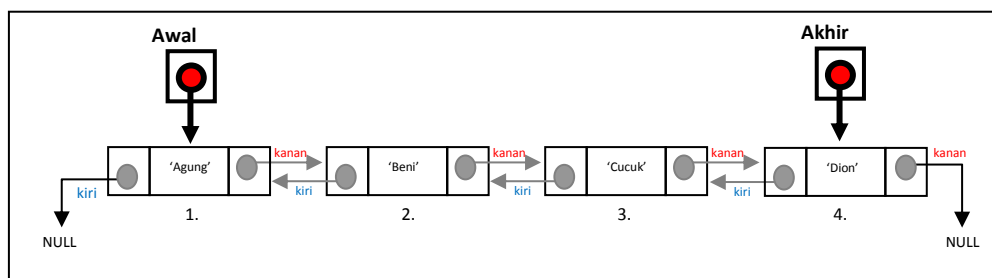 Awal Akhir
kanan kanan kanan kanan
‘Agung’ ‘Beni’ ‘Cucuk’ ‘Dion’
kiri kiri kiri kiri
1. 2. 3. 4.
NULL NULL